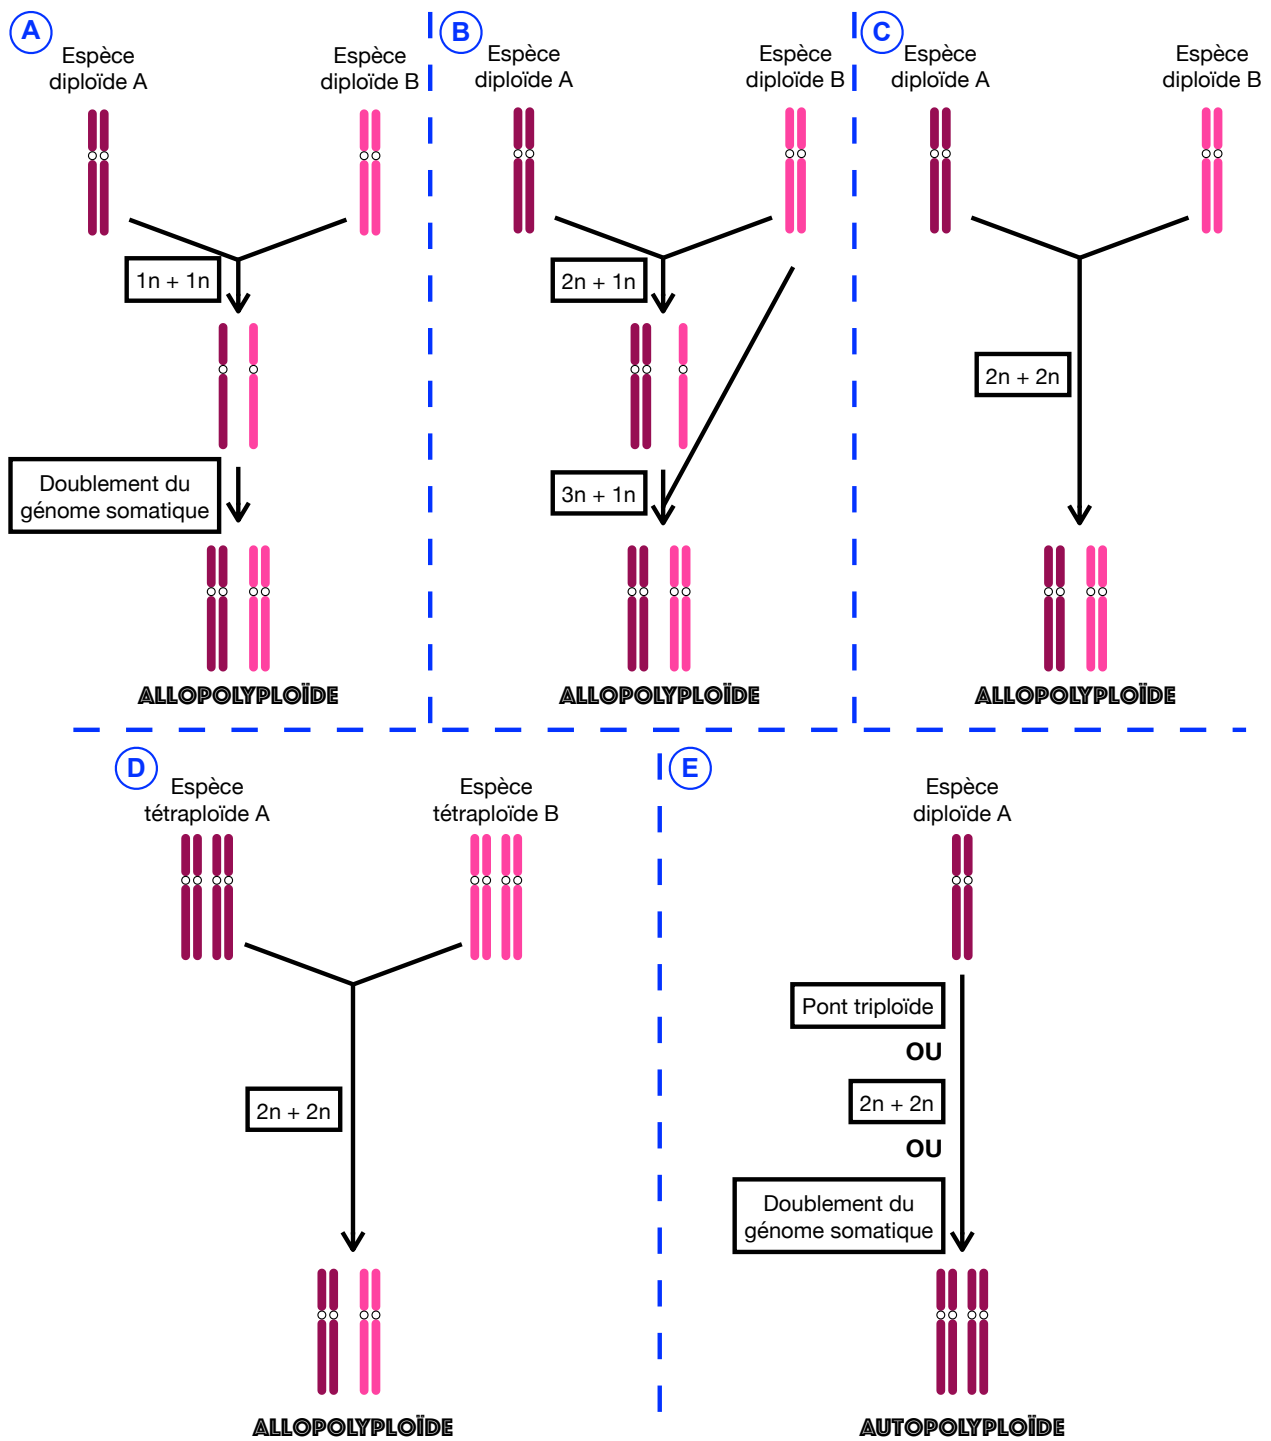 A
Espèce
diploïde A
Espèce
diploïde B
1n + 1n
Doublement du
génome somatique
ALLOPOLYPLOÏDE
B
Espèce
diploïde A
Espèce
diploïde B
2n + 1n
3n + 1n
ALLOPOLYPLOÏDE
C
Espèce
diploïde A
Espèce
diploïde B
2n + 2n
ALLOPOLYPLOÏDE
D
Espèce
tétraploïde A
Espèce
tétraploïde B
2n + 2n
ALLOPOLYPLOÏDE
E
Espèce
diploïde A
Pont triploïde
OU
2n + 2n
OU
Doublement du
génome somatique
AUTOPOLYPLOÏDE